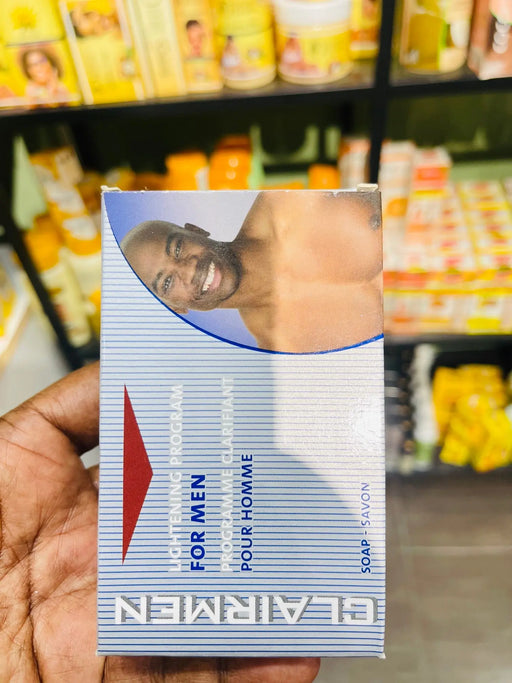 CLAIRMEN
LIGHTENING PROGRAM
FOR MEN
PROGRAMME CLARIFIANT
POUR HOMME
SOAP - SAVON